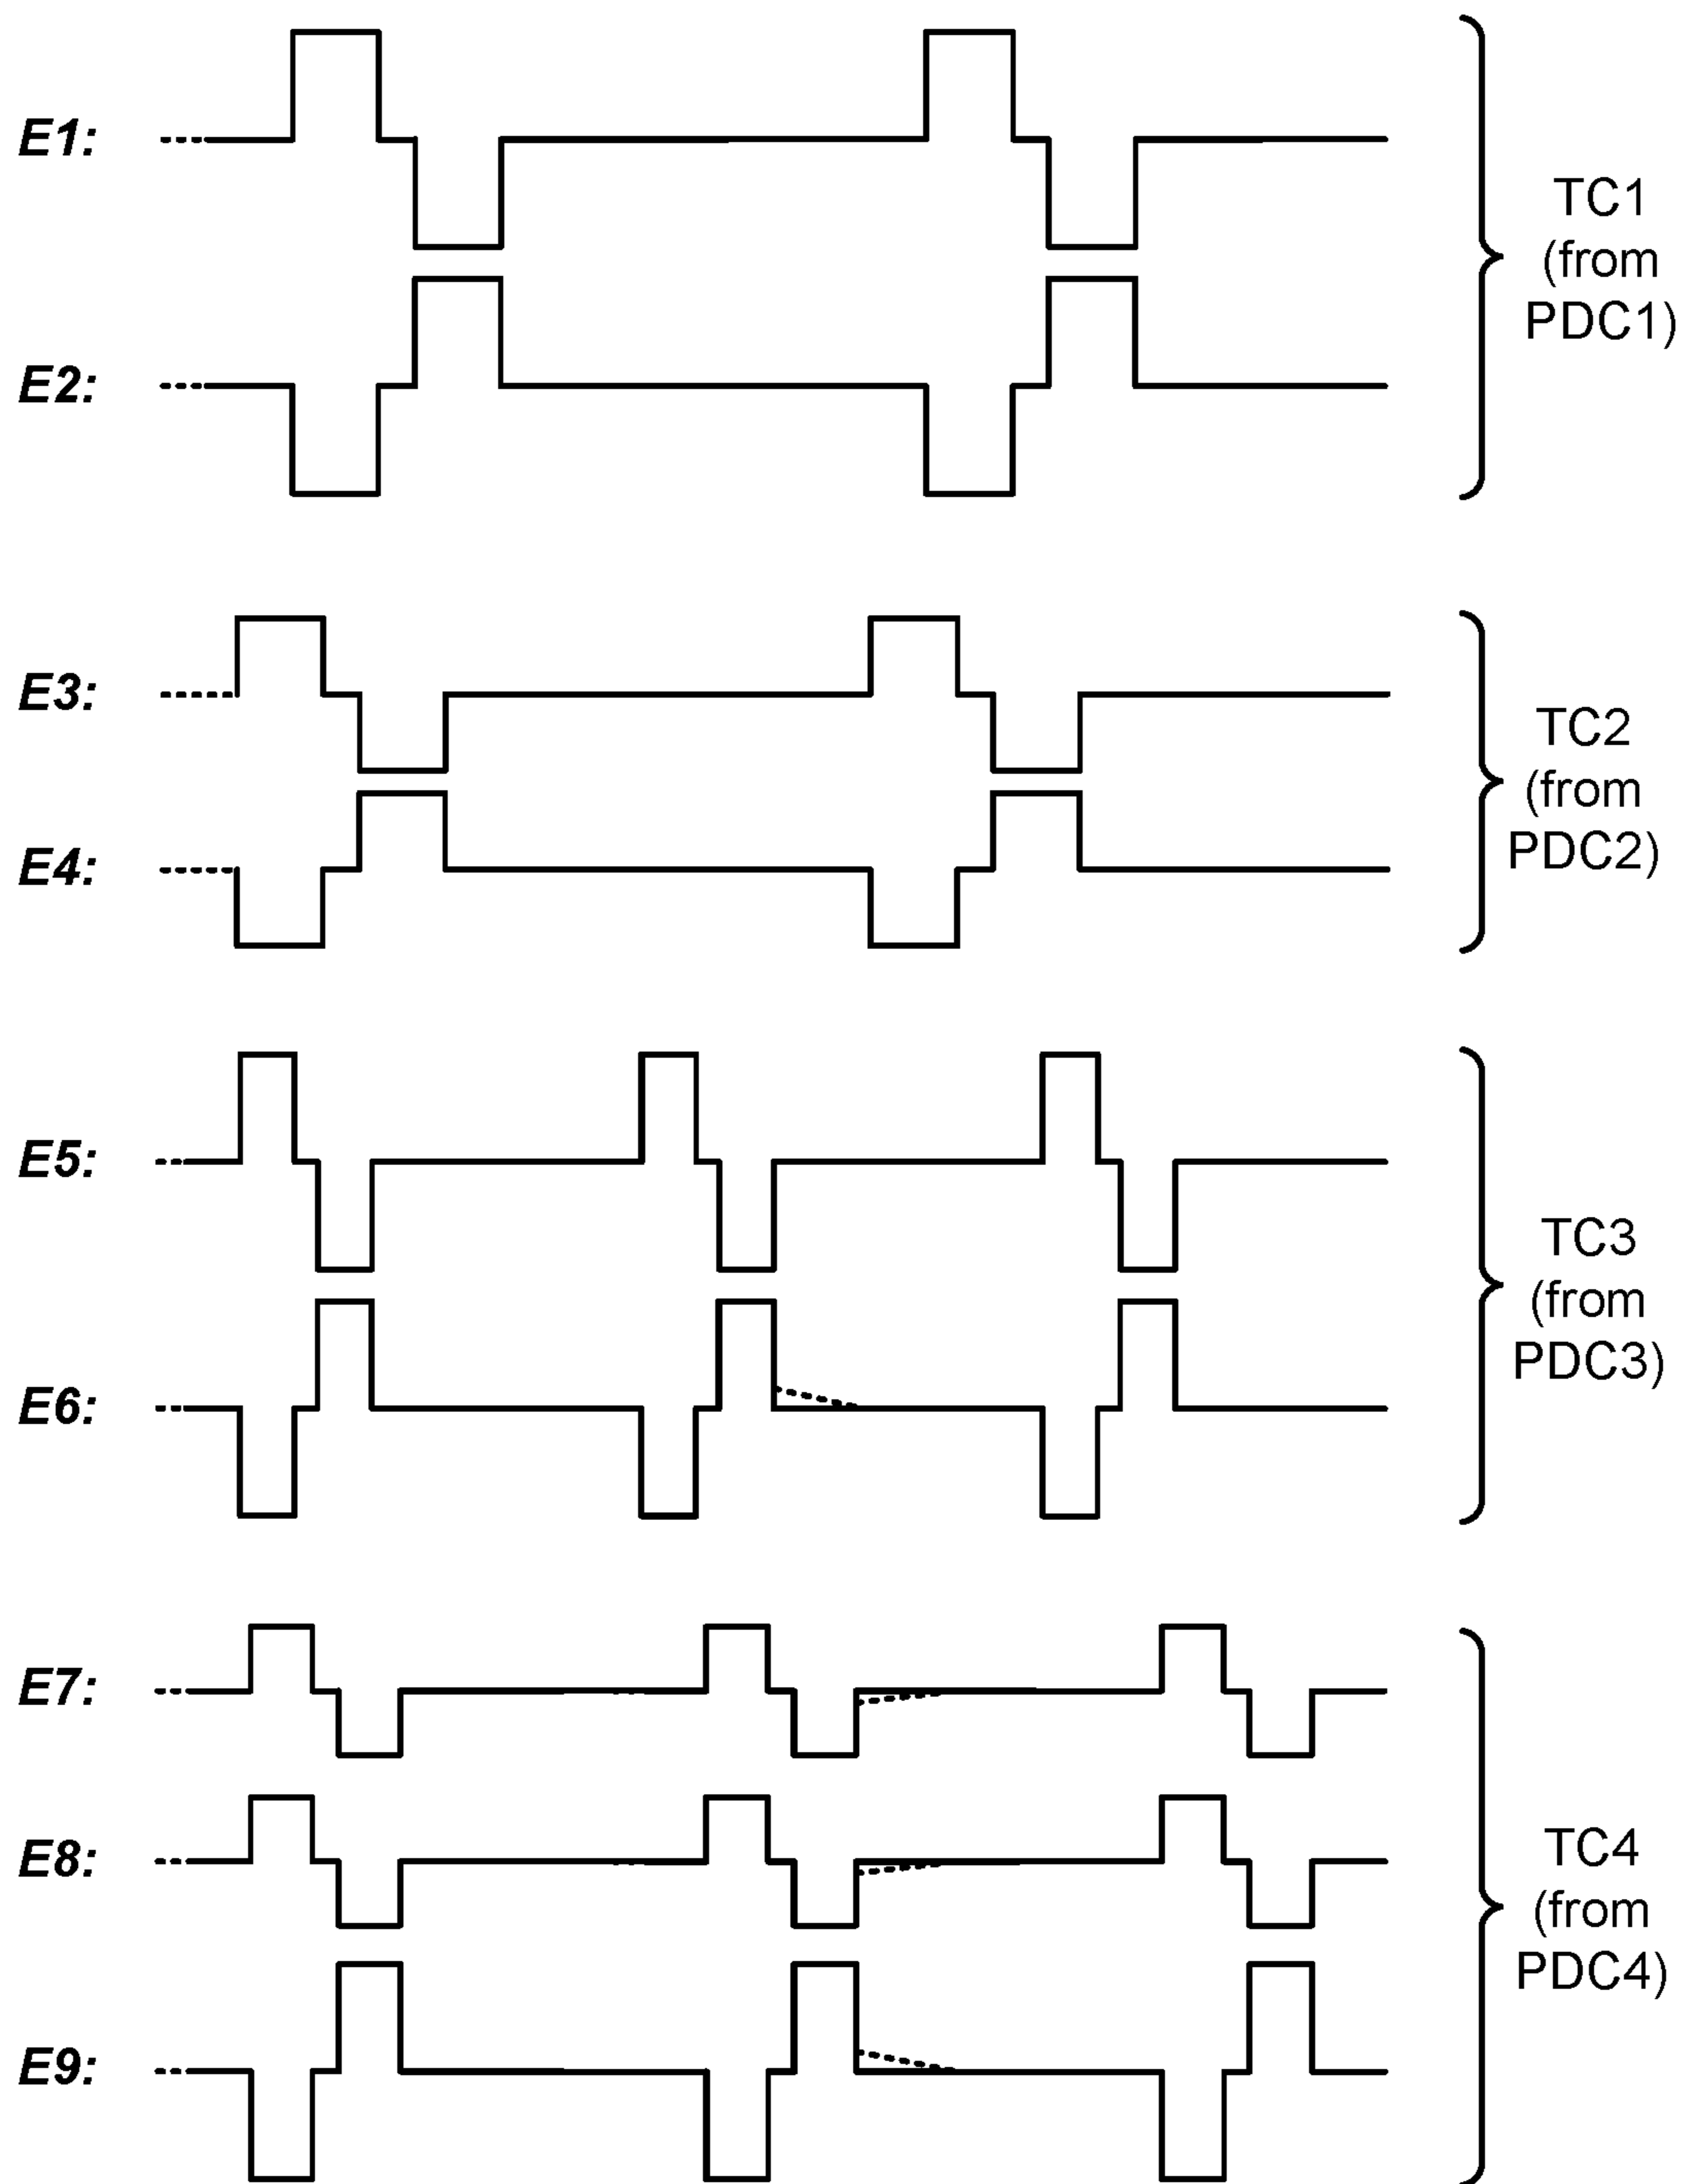 E1:
E2:
TC1
(from
PDC1)
E3:
E4:
TC2
(from
PDC2)
E5:
E6:
TC3
(from
PDC3)
E7:
E8:
E9:
TC4
(from
PDC4)